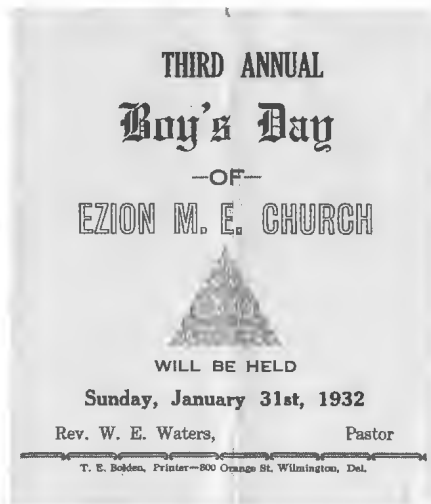 THIRD ANNUAL
Boy's Day
—OF—
EZION M. E. CHURCH
WILL BE HELD
Sunday, January 31st, 1932
Rev. W. E. Waters, Pastor
T. E. Bolden, Printer—800 Orange St, Wilmington, Del.